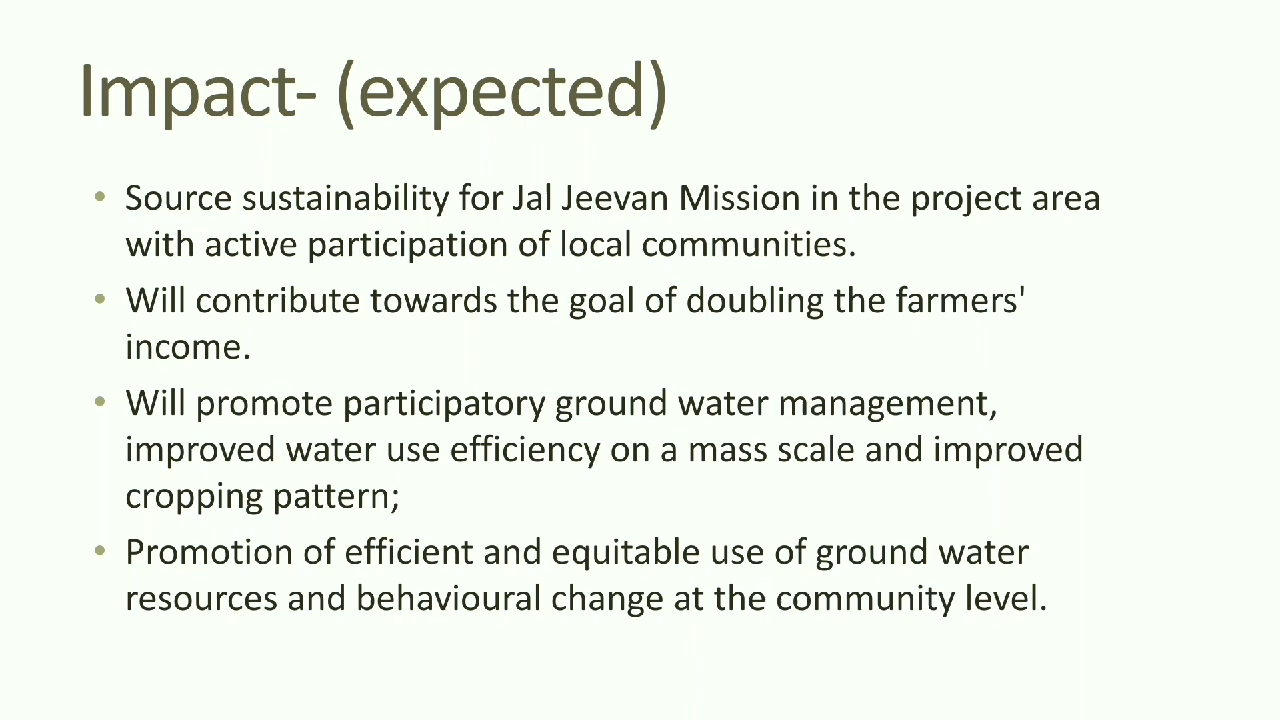 Impact- (expected)
• Source sustainability for Jal Jeevan Mission in the project area
with active participation of local communities.
• Will contribute towards the goal of doubling the farmers'
income.
• Will promote participatory ground water management,
improved water use efficiency on a mass scale and improved
cropping pattern;
• Promotion of efficient and equitable use of ground water
resources and behavioural change at the community level.